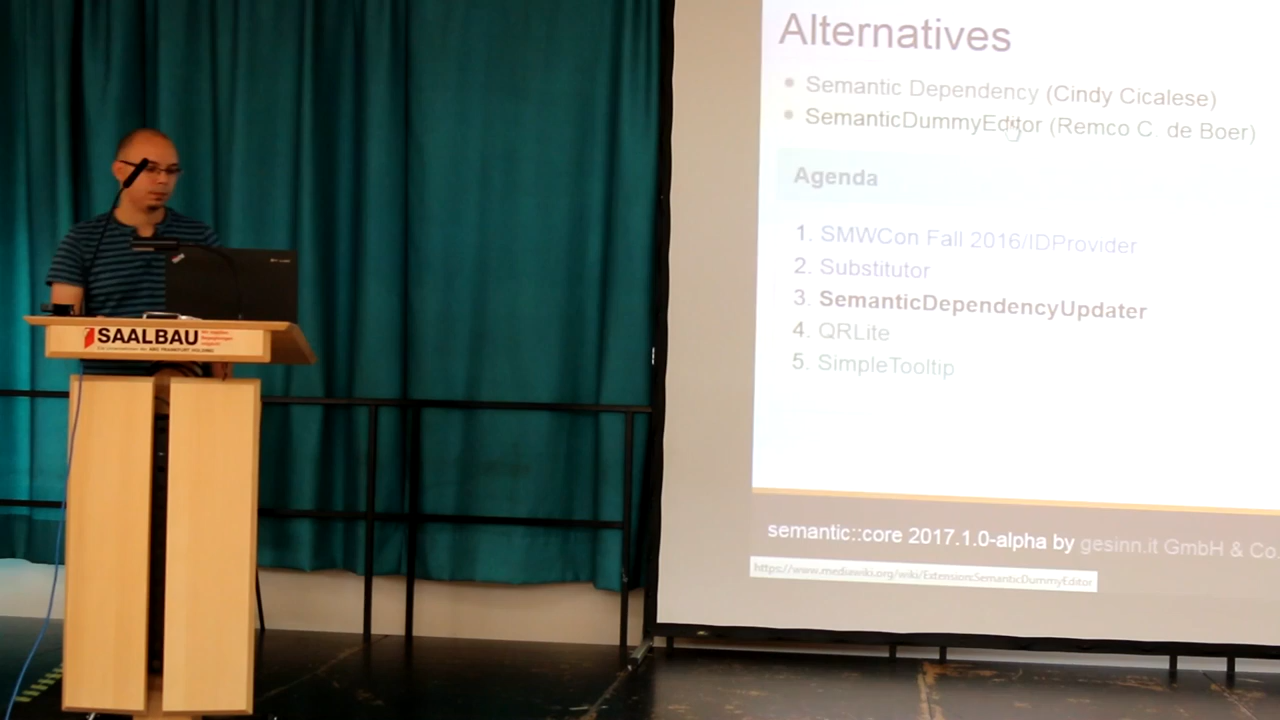 Alternatives
Semantic Dependency (Cindy Cicalese)
SemanticDummyEditor (Remco C. de Boer)
Agenda
1. SMWCon Fall 2016/IDProvider
2. Substitutor
3. SemanticDependencyUpdater
4. QRLite
5. SimpleTooltip
semantic::core 2017.1.0-alpha by gesinn.it GmbH & Co.
https://www.mediawiki.org/wiki/Extension:SemanticDummyEditor
SAALBAU